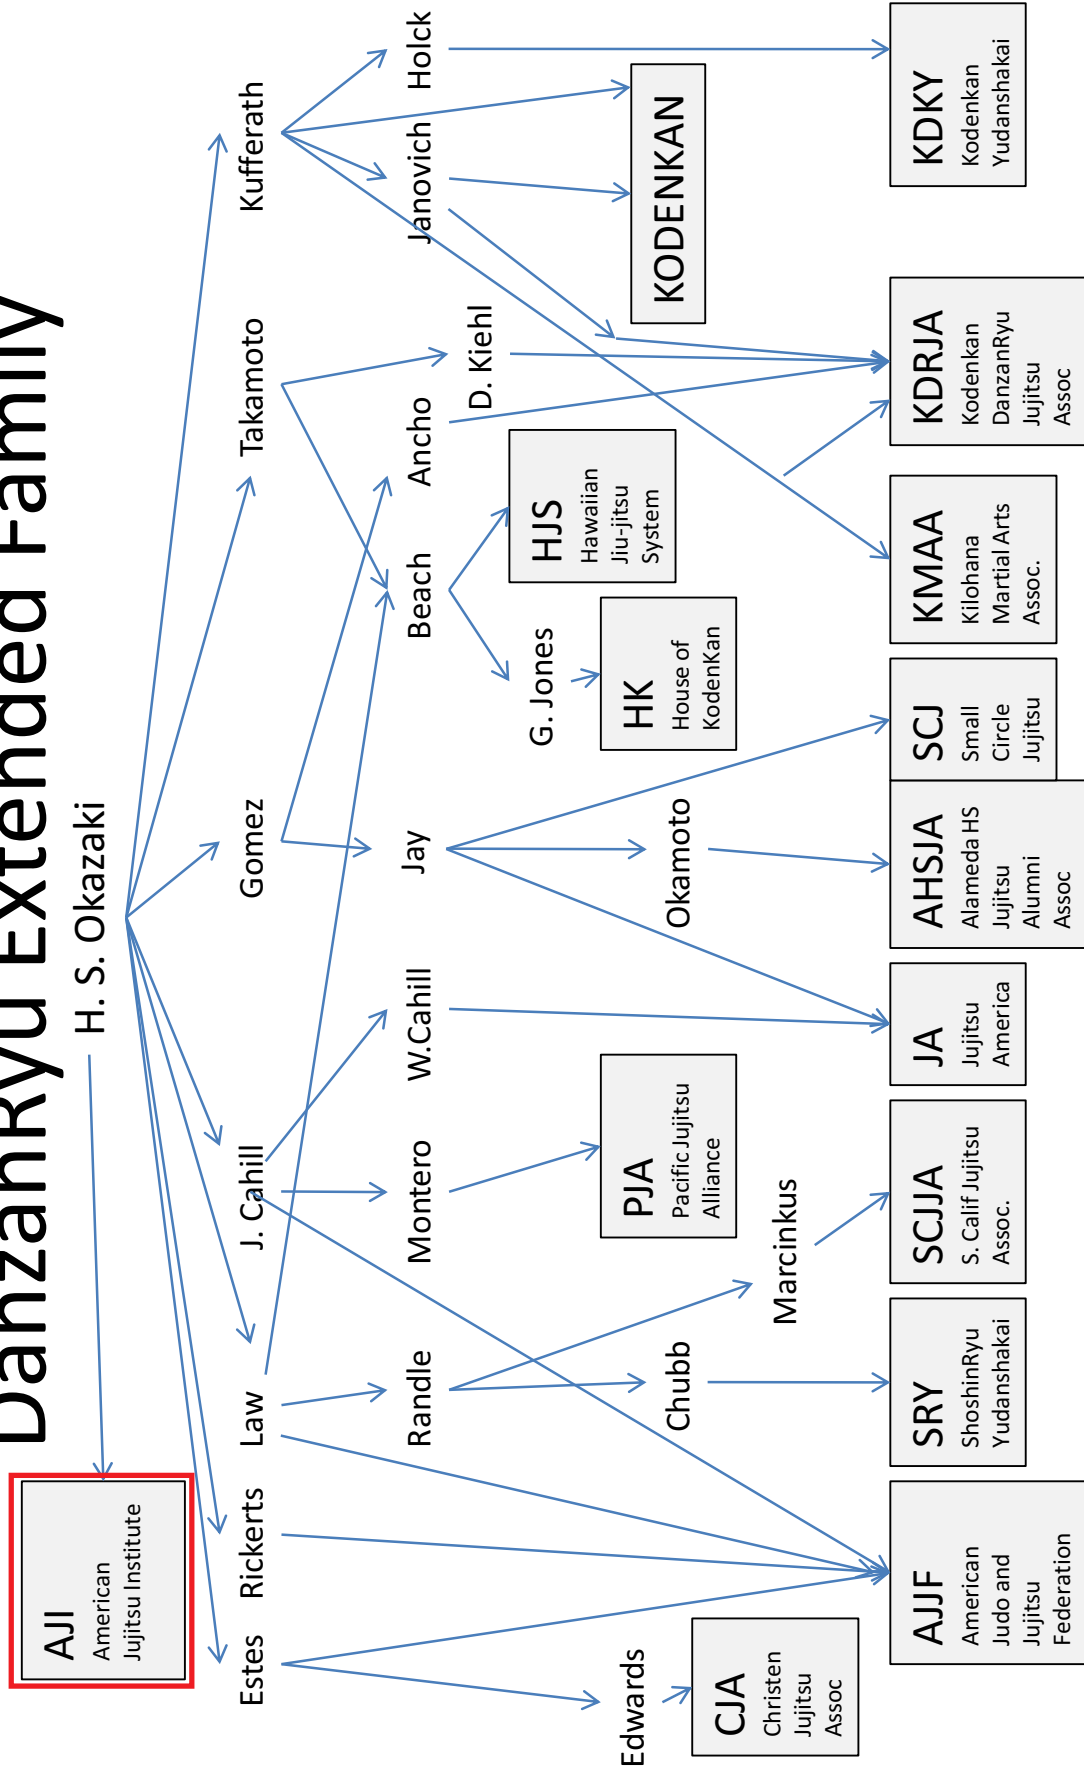 DanzanRyu Extended Family
H. S. Okazaki
AJI
American
Jujitsu Institute
Estes
Rickerts
Law
J. Cahill
Gomez
Takamoto
Kufferath
Randle
Montero
W.Cahill
Jay
Beach
Ancho
Janovich
Holck
D. Kiehl
HJS
Hawaiian
Jiu-jitsu
System
G. Jones
HK
House of
KodenKan
Edwards
CJA
Christen
Jujitsu
Assoc
Chubb
Marcinkus
PJA
Pacific Jujitsu
Alliance
Okamoto
KODENKAN
AJJF
American
Judo and
Jujitsu
Federation
SRY
ShoshinRyu
Yudanshakai
SCJJA
S. Calif Jujitsu
Assoc.
JA
Jujitsu
America
AHSJA
Alameda HS
Jujitsu
Alumni
Assoc
SCJ
Small
Circle
Jujitsu
KMAA
Kilohana
Martial Arts
Assoc.
KDRJA
Kodenkan
DanzanRyu
Jujitsu
Assoc
KDKY
Kodenkan
Yudanshakai